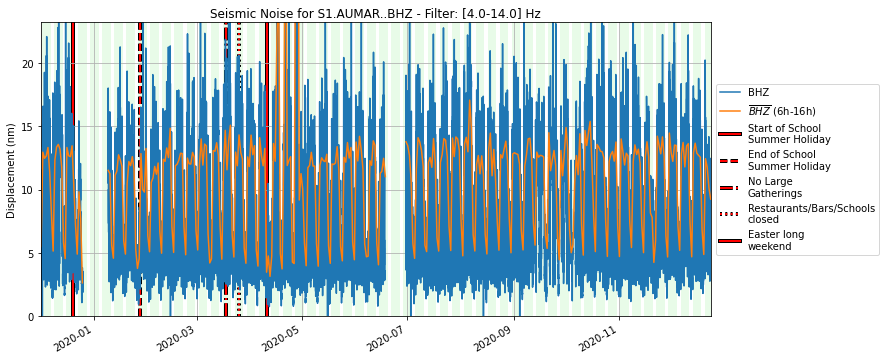 Seismic Noise for S1.AUMAR..BHZ - Filter: [4.0-14.0] Hz
Displacement (nm)
20
15
10
5
0
2020-01
2020-03
2020-05
2020-07
2020-09
2020-11
BHZ
BHZ (6h-16h)
Start of School
Summer Holiday
End of School
Summer Holiday
No Large
Gatherings
Restaurants/Bars/Schools
closed
Easter long
weekend